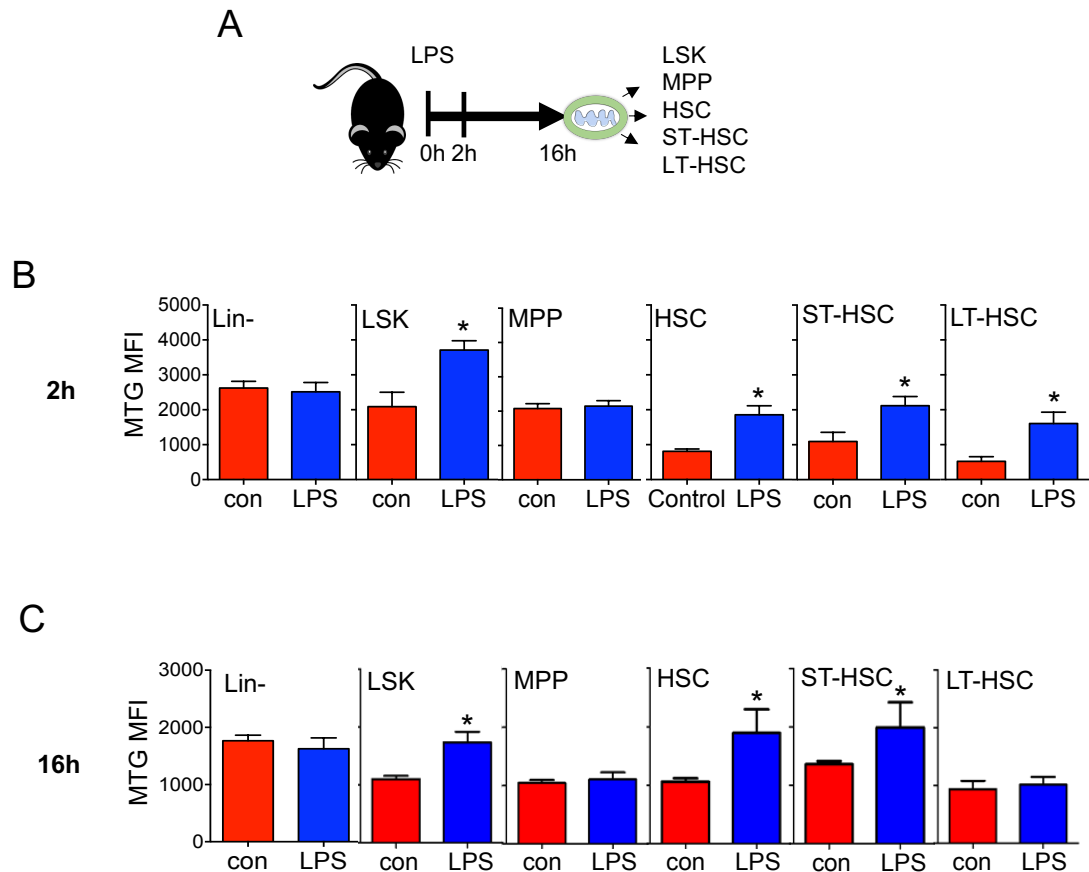 A
LPS
0h 2h 16h
LSK
MPP
HSC
ST-HSC
LT-HSC
B
2h
MTG MFI
5000
4000
3000
2000
1000
0
Lin- LSK MPP HSC ST-HSC LT-HSC
* * * *
con LPS con LPS con LPS Control LPS con LPS con LPS
C
16h
MTG MFI
3000
2000
1000
0
Lin- LSK MPP HSC ST-HSC LT-HSC
* * *
con LPS con LPS con LPS con LPS con LPS con LPS